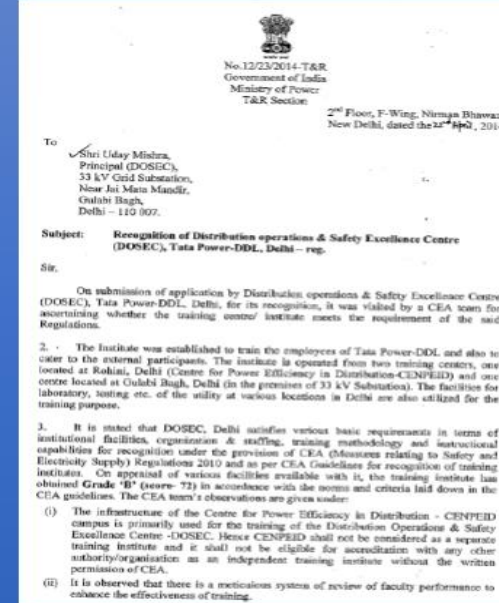 No.12/23/2014-T&R
Government of India
Ministry of Power
T&R Section
2nd Floor, F-Wing, Nirman Bhawan
New Delhi, dated the 22nd April, 201
To
Shri Uday Mishra,
Principal (DOSEC),
33 kV Grid Substation,
Near Jai Mata Mandir,
Gulabi Bagh,
Delhi – 110 007.
Subject: Recognition of Distribution operations & Safety Excellence Centre
(DOSEC), Tata Power-DDL, Delhi – reg.
Sir,
On submission of application by Distribution operations & Safety Excellence Centre
(DOSEC), Tata Power-DDL, Delhi, for its recognition, it was visited by a CEA team for
ascertaining whether the training centre/ institute meets the requirement of the said
Regulations.
2. The Institute was established to train the employees of Tata Power-DDL and also to
cater to the external participants. The institute is operated from two training centers, one
located at Rohini, Delhi (Centre for Power Efficiency in Distribution-CENPEID) and one
centre located at Gulabi Bagh, Delhi (in the premises of 33 kV Substation). The facilities for
laboratory, testing etc. of the utility at various locations in Delhi are also utilized for the
training purpose.
3. It is stated that DOSEC, Delhi satisfies various basic requirements in terms of
institutional facilities, organization & staffing, training methodology and instructional
capabilities for recognition under the provision of CEA (Measures relating to Safety and
Electricity Supply) Regulations 2010 and as per CEA Guidelines for recognition of training
institutes. On appraisal of various facilities available with it, the training institute has
obtained Grade 'B' (score- 72) in accordance with the norms and criteria laid down in the
CEA guidelines. The CEA team's observations are given under:
(i) The infrastructure of the Centre for Power Efficiency in Distribution - CENPEID
campus is primarily used for the training of the Distribution Operations & Safety
Excellence Centre -DOSEC. Hence CENPEID shall not be considered as a separate
training institute and it shall not be eligible for accreditation with any other
authority/organisation as an independent training institute without the written
permission of CEA.
(ii) It is observed that there is a meticulous system of review of faculty performance to
enhance the effectiveness of training.